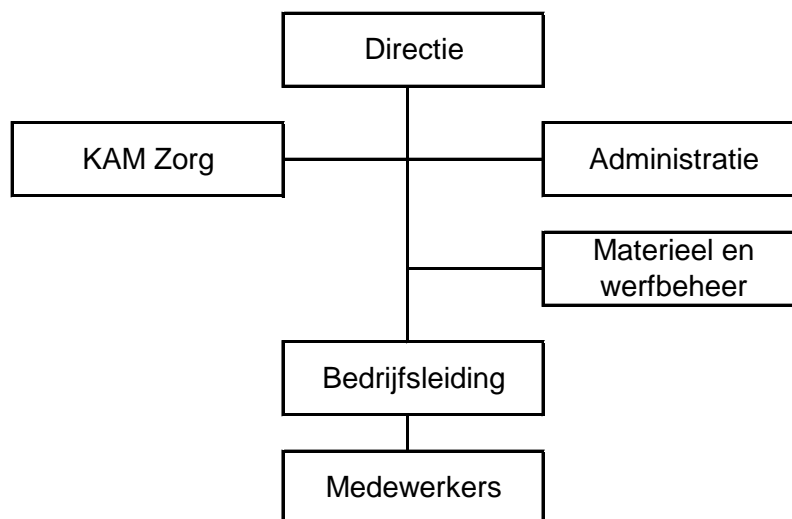 Directie
KAM Zorg
Administratie
Materieel en
werfbeheer
Bedrijfsleiding
Medewerkers